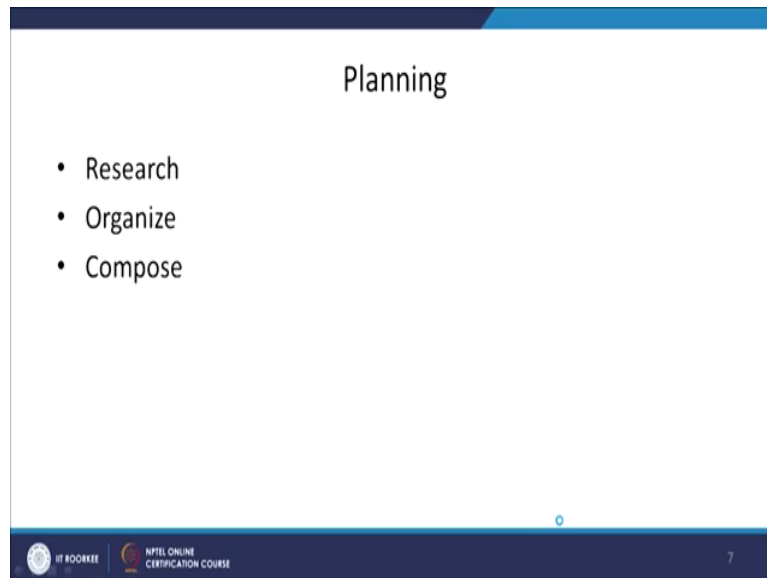 Planning
• Research
• Organize
• Compose
IIT ROORKEE
NPTEL ONLINE
CERTIFICATION COURSE
7